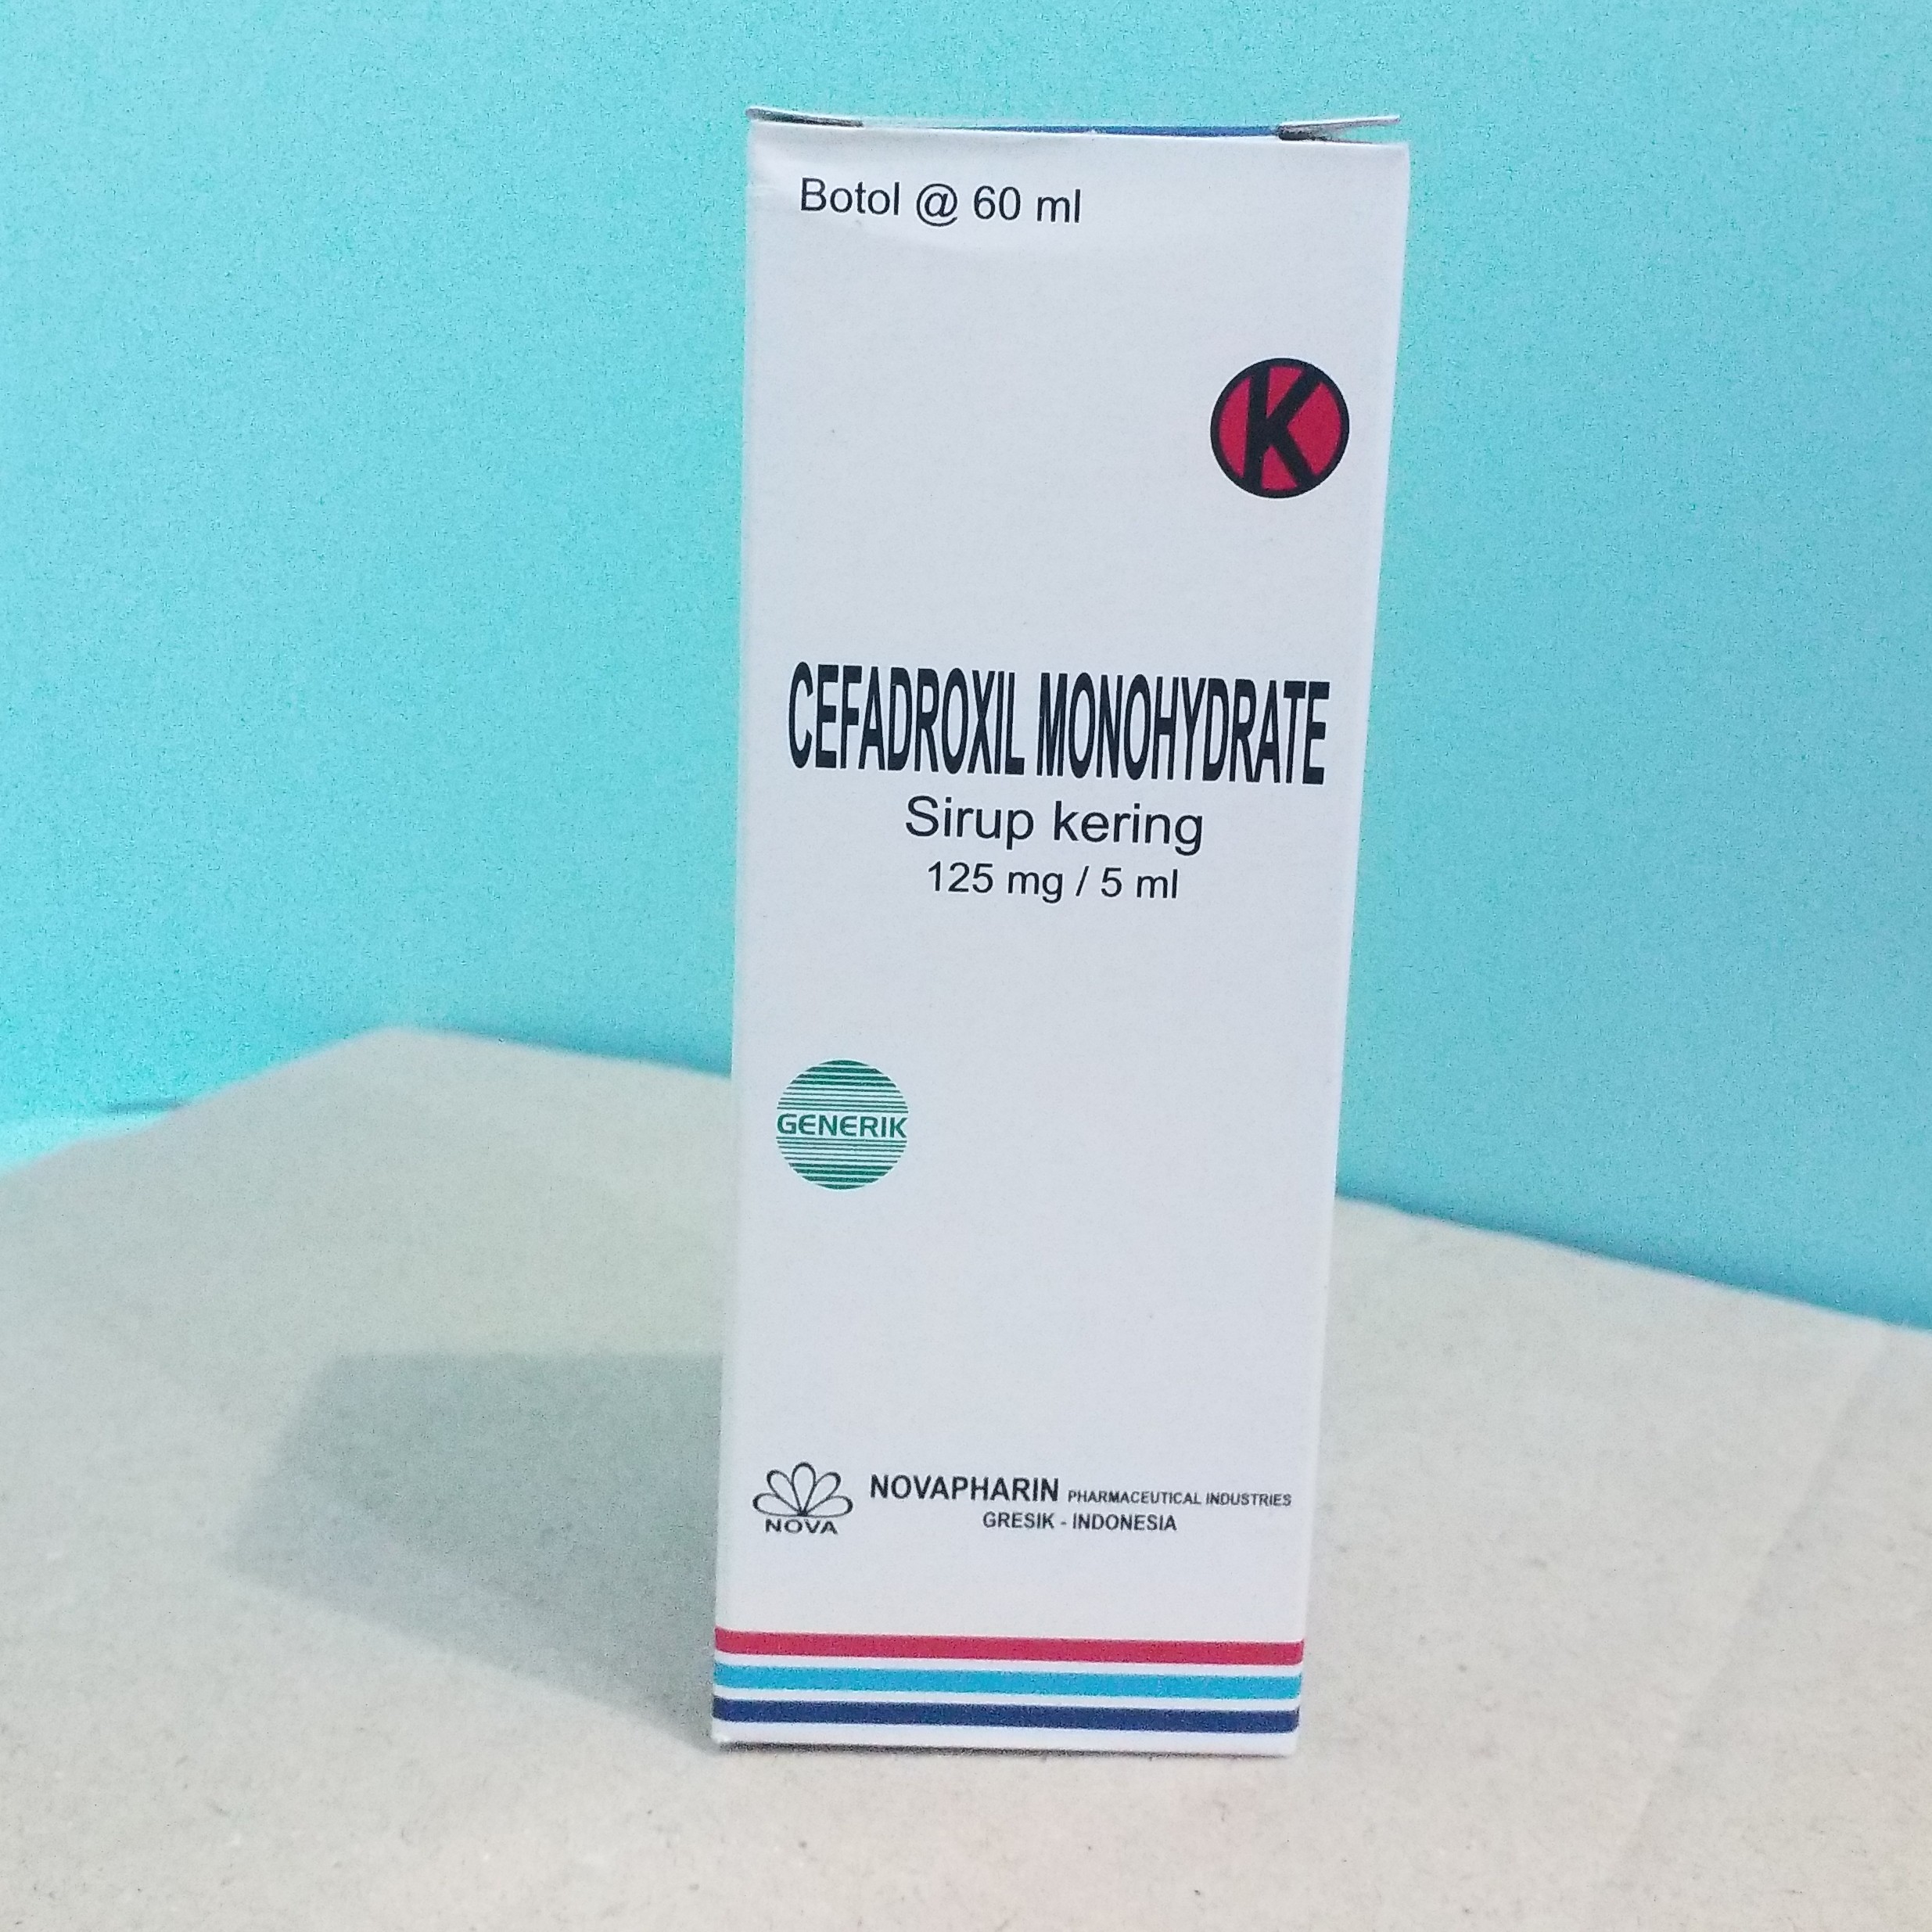 Botol @ 60 ml
K
CEFADROXIL MONOHYDRATE
Sirup kering
125 mg / 5 ml
GENERIK
NOVA
NOVAPHARIN PHARMACEUTICAL INDUSTRIES
GRESIK - INDONESIA